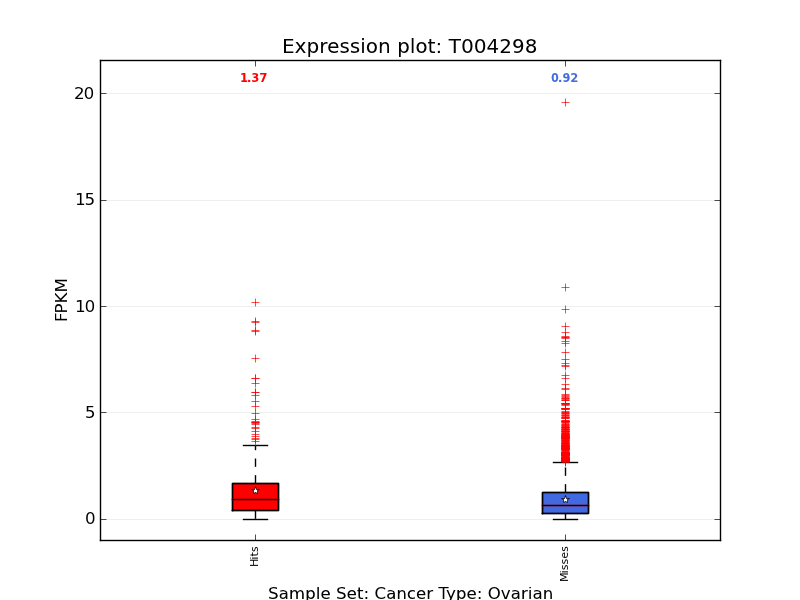 Expression plot: T004298
1.37
0.92
20
15
10
5
0
FPKM
Hits
Misses
Sample Set: Cancer Type: Ovarian